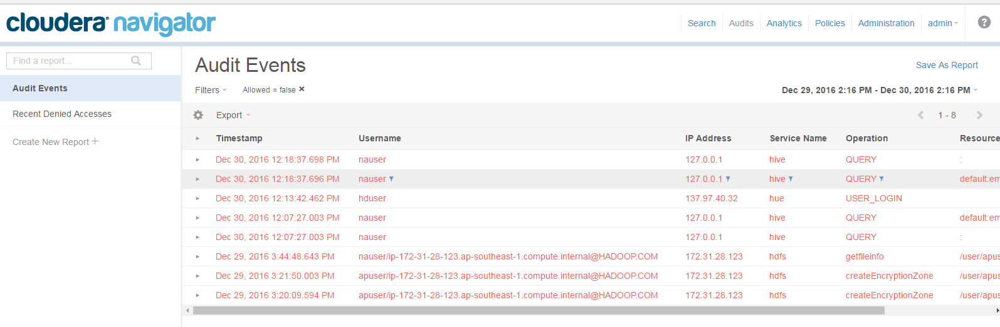 cloudera® navigator
Search Audits Analytics Policies Administration admin ?
Find a report...
Audit Events
Recent Denied Accesses
Create New Report +
Audit Events
Save As Report
Filters Allowed = false ✕
Dec 29, 2016 2:16 PM - Dec 30, 2016 2:16 PM
Export 1 - 8
Timestamp Username IP Address Service Name Operation Resource
Dec 30, 2016 12:18:37.698 PM nauser 127.0.0.1 hive QUERY :
Dec 30, 2016 12:18:37.696 PM nauser 127.0.0.1 hive QUERY default:em
Dec 30, 2016 12:13:42.462 PM hduser 137.97.40.32 hue USER_LOGIN
Dec 30, 2016 12:07:27.003 PM nauser 127.0.0.1 hive QUERY default:em
Dec 30, 2016 12:07:27.003 PM nauser 127.0.0.1 hive QUERY :
Dec 29, 2016 3:44:48.643 PM nauser/ip-172-31-28-123.ap-southeast-1.compute.internal@HADOOP.COM 172.31.28.123 hdfs getfileinfo /user/apus
Dec 29, 2016 3:21:50.003 PM apuser/ip-172-31-28-123.ap-southeast-1.compute.internal@HADOOP.COM 172.31.28.123 hdfs createEncryptionZone /user/apus
Dec 29, 2016 3:20:09.594 PM apuser/ip-172-31-28-123.ap-southeast-1.compute.internal@HADOOP.COM 172.31.28.123 hdfs createEncryptionZone /user/apus